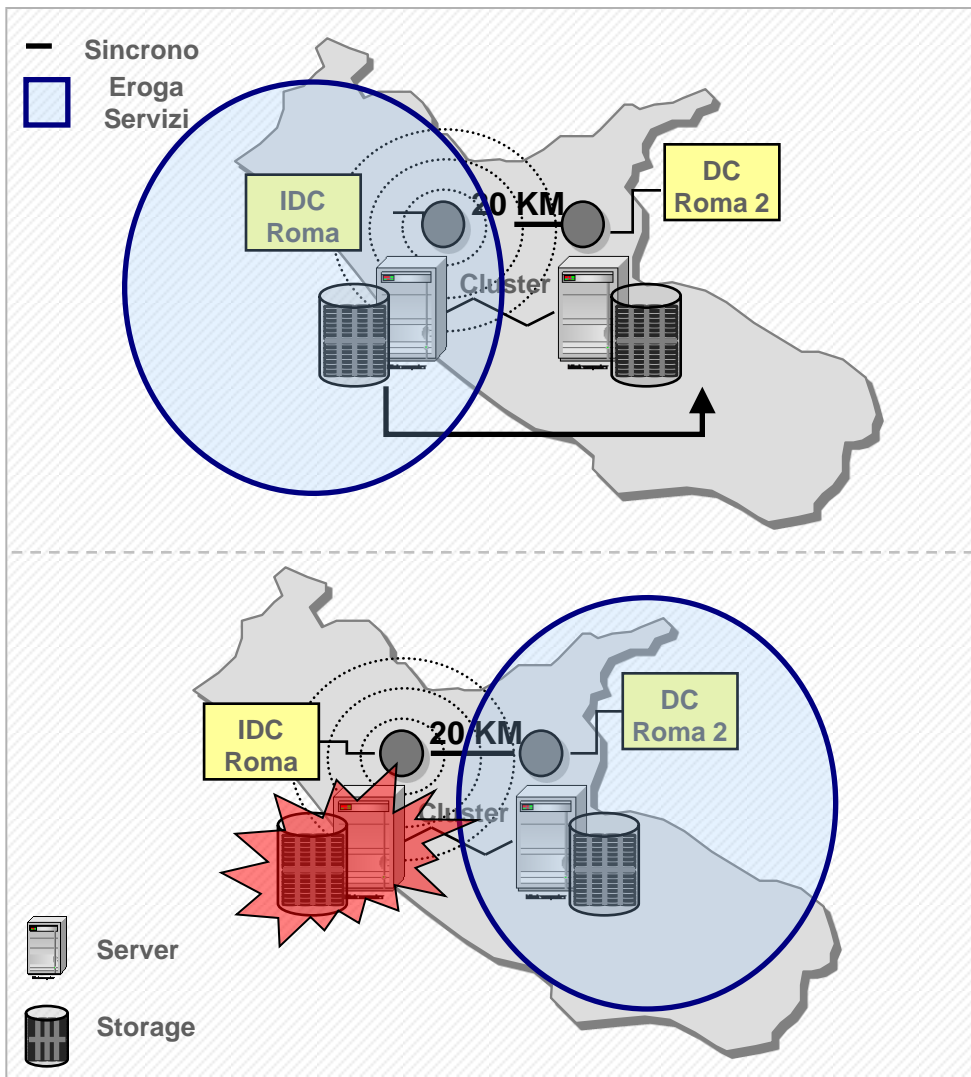 Sincrono
Eroga
Servizi
IDC
Roma
20 KM
DC
Roma 2
Cluster
IDC
Roma
20 KM
DC
Roma 2
Cluster
Server
Storage